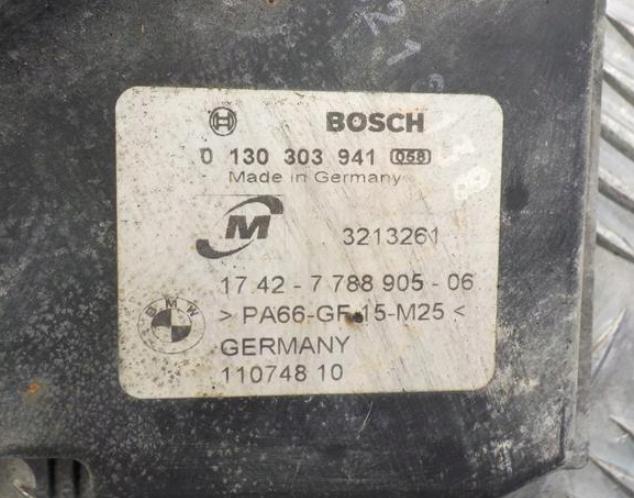 BOSCH
0 130 303 941 058
Made in Germany
M
3213261
17 42 - 7 788 905 - 06
BMW
> PA66-GF-15-M25 <
GERMANY
110748 10